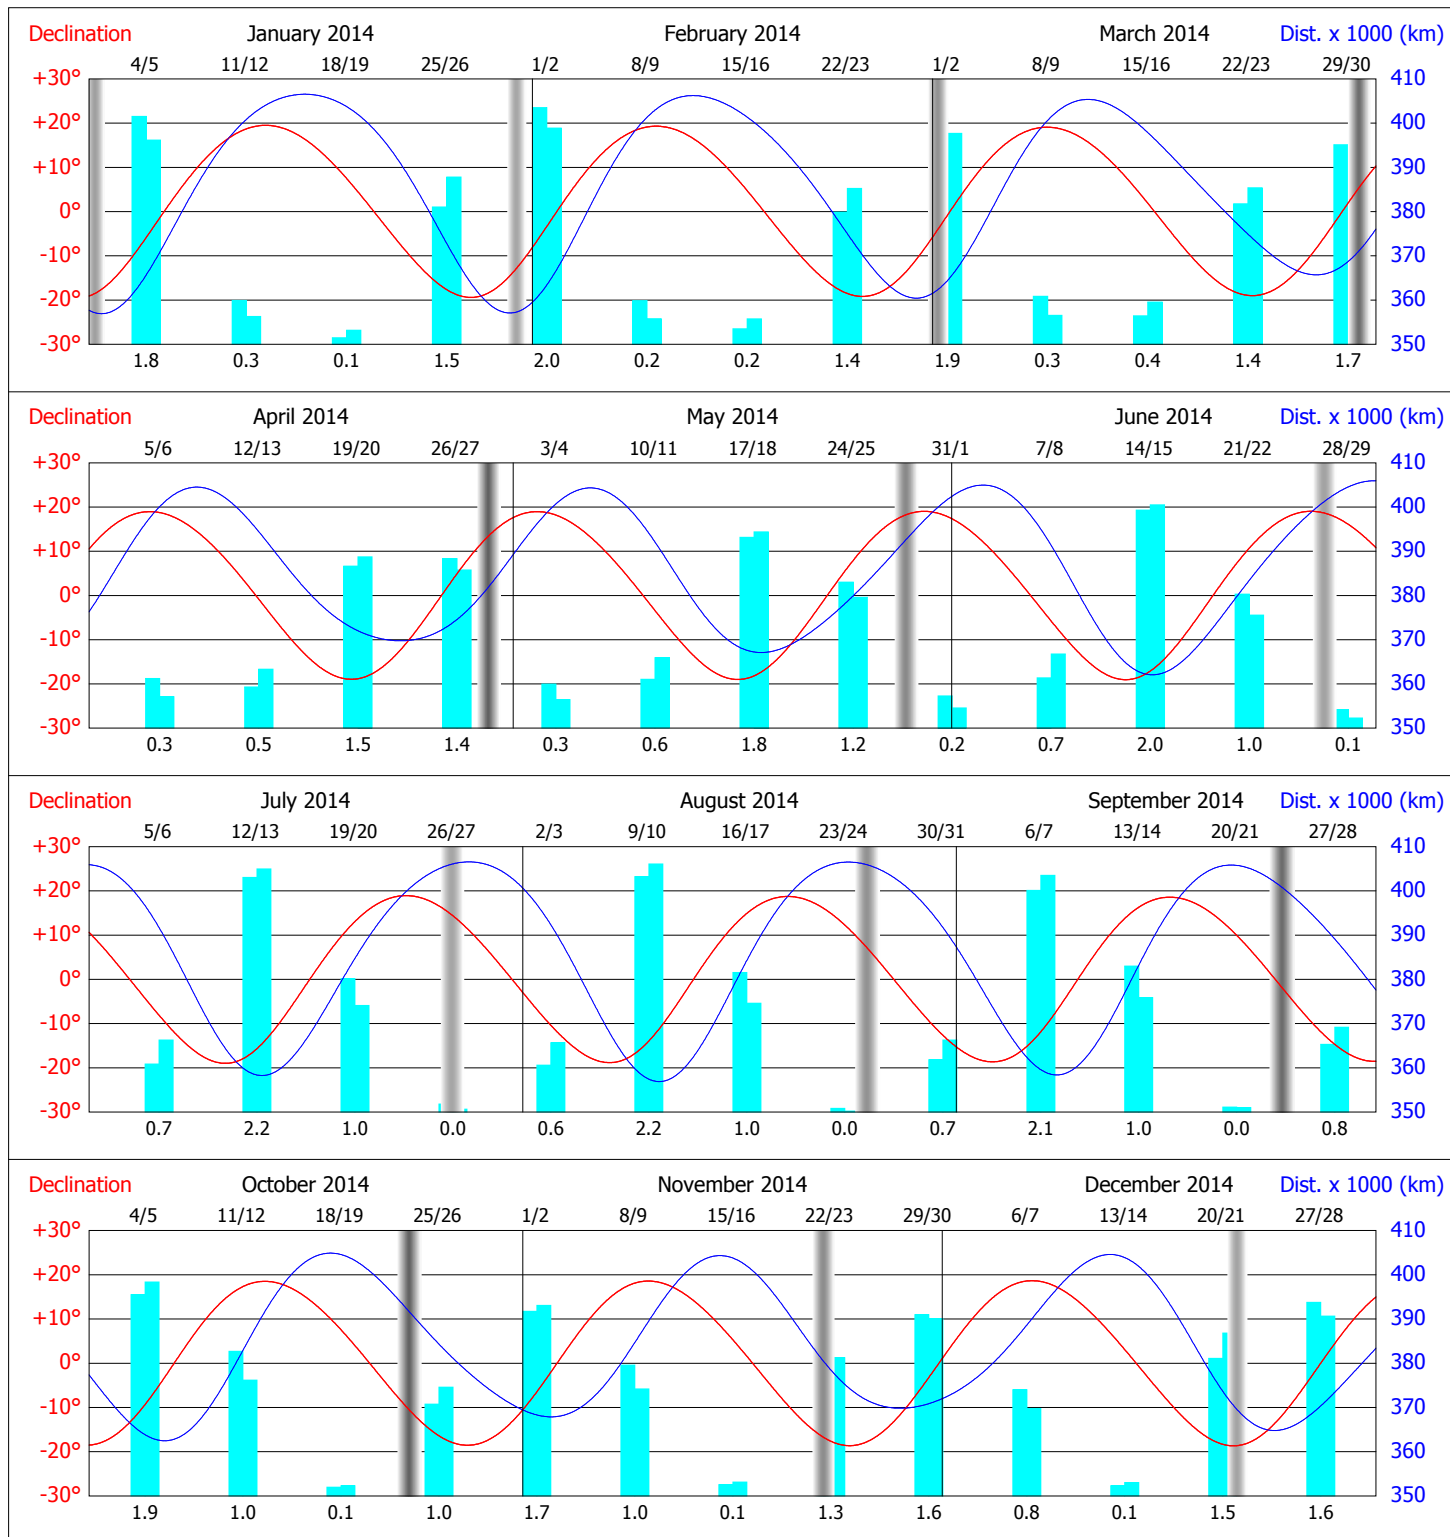 Declination January 2014 February 2014 March 2014 Dist. x 1000 (km)
4/5 11/12 18/19 25/26 1/2 8/9 15/16 22/23 1/2 8/9 15/16 22/23 29/30
+30° 410
+20° 400
+10° 390
0° 380
-10° 370
-20° 360
-30° 350
1.8 0.3 0.1 1.5 2.0 0.2 0.2 1.4 1.9 0.3 0.4 1.4 1.7
Declination April 2014 May 2014 June 2014 Dist. x 1000 (km)
5/6 12/13 19/20 26/27 3/4 10/11 17/18 24/25 31/1 7/8 14/15 21/22 28/29
+30° 410
+20° 400
+10° 390
0° 380
-10° 370
-20° 360
-30° 350
0.3 0.5 1.5 1.4 0.3 0.6 1.8 1.2 0.2 0.7 2.0 1.0 0.1
Declination July 2014 August 2014 September 2014 Dist. x 1000 (km)
5/6 12/13 19/20 26/27 2/3 9/10 16/17 23/24 30/31 6/7 13/14 20/21 27/28
+30° 410
+20° 400
+10° 390
0° 380
-10° 370
-20° 360
-30° 350
0.7 2.2 1.0 0.0 0.6 2.2 1.0 0.0 0.7 2.1 1.0 0.0 0.8
Declination October 2014 November 2014 December 2014 Dist. x 1000 (km)
4/5 11/12 18/19 25/26 1/2 8/9 15/16 22/23 29/30 6/7 13/14 20/21 27/28
+30° 410
+20° 400
+10° 390
0° 380
-10° 370
-20° 360
-30° 350
1.9 1.0 0.1 1.0 1.7 1.0 0.1 1.3 1.6 0.8 0.1 1.5 1.6